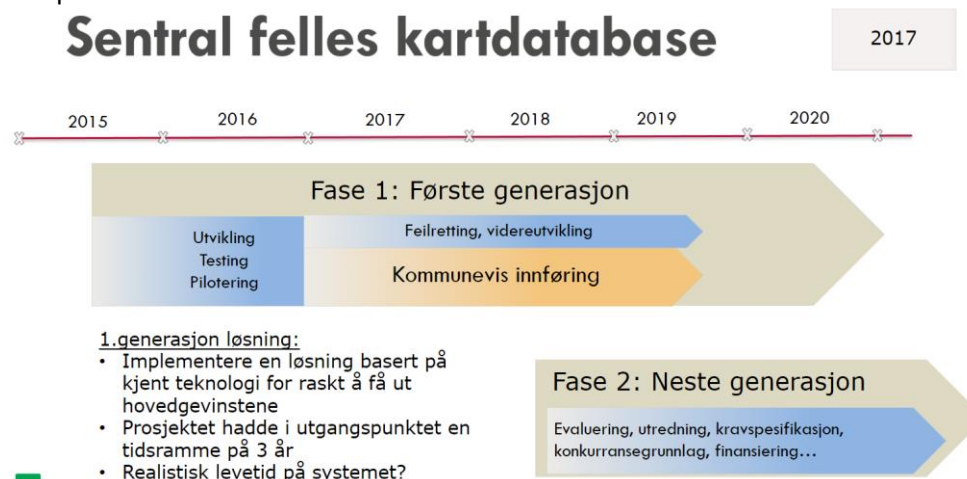 Sentral felles kartdatabase
2017
2015 2016 2017 2018 2019 2020
Fase 1: Første generasjon
Utvikling
Testing
Pilotering
Feilretting, videreutvikling
Kommunevis innføring
1.generasjon løsning:
• Implementere en løsning basert på
kjent teknologi for raskt å få ut
hovedgevinstene
• Prosjektet hadde i utgangspunktet en
tidsramme på 3 år
• Realistisk levetid på systemet?
Fase 2: Neste generasjon
Evaluering, utredning, kravspesifikasjon,
konkurransegrunnlag, finansiering…